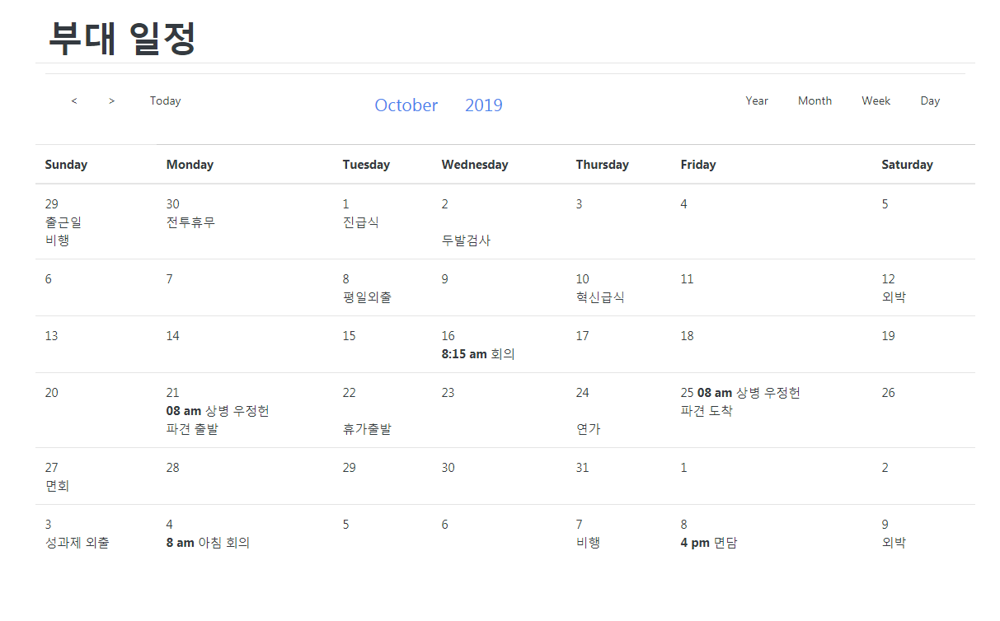 부대 일정
< > Today October 2019 Year Month Week Day
Sunday Monday Tuesday Wednesday Thursday Friday Saturday
29 30 1 2 3 4 5
출근일 전투휴무 진급식
비행 두발검사
6 7 8 9 10 11 12
평일외출 혁신급식 외박
13 14 15 16 17 18 19
8:15 am 회의
20 21 22 23 24 25 08 am 상병 우정헌 26
08 am 상병 우정헌 파견 도착
파견 출발 휴가출발 연가
27 28 29 30 31 1 2
면회
3 4 5 6 7 8 9
성과제 외출 8 am 아침 회의 비행 4 pm 면담 외박